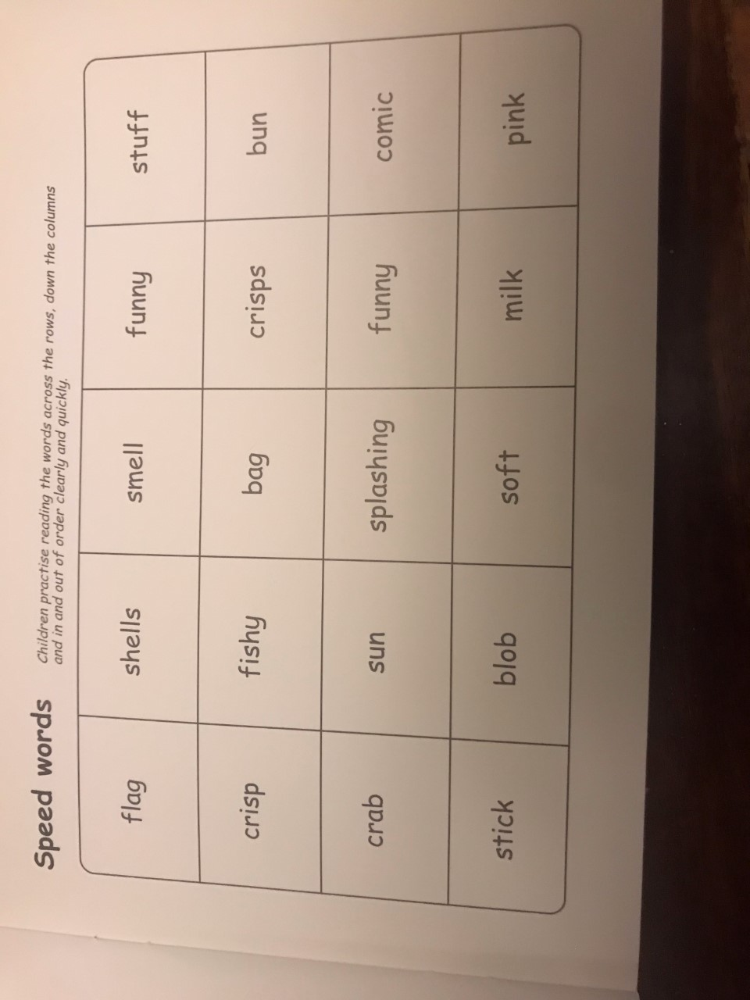 Speed words
Children practise reading the words across the rows, down the columns
and in and out of order clearly and quickly.
flag shells smell funny stuff
crisp fishy bag crisps bun
crab sun splashing funny comic
stick blob soft milk pink